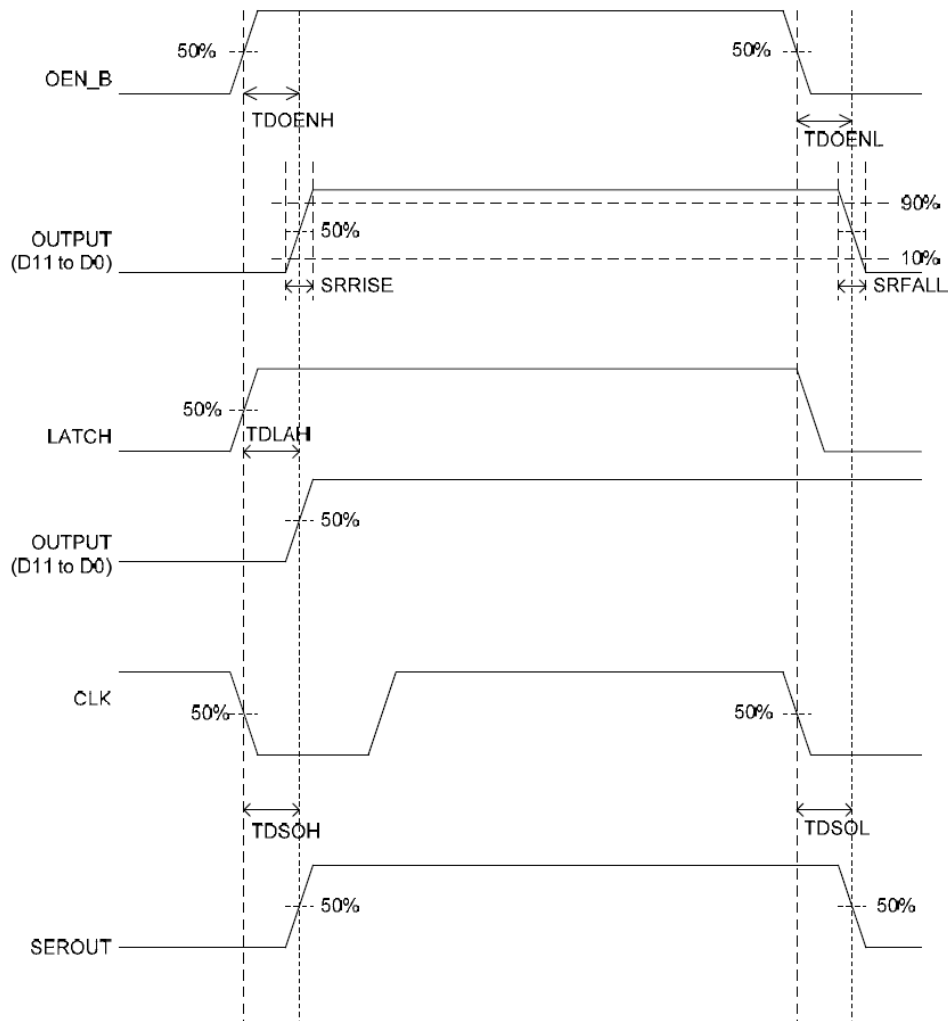 50%
50%
OEN_B
TDOENH
TDOENL
90%
50%
OUTPUT
(D11 to D0)
10%
SRRISE
SRFALL
50%
TDLAH
LATCH
50%
OUTPUT
(D11 to D0)
CLK
50%
50%
TDSOH
TDSOL
50%
50%
SEROUT